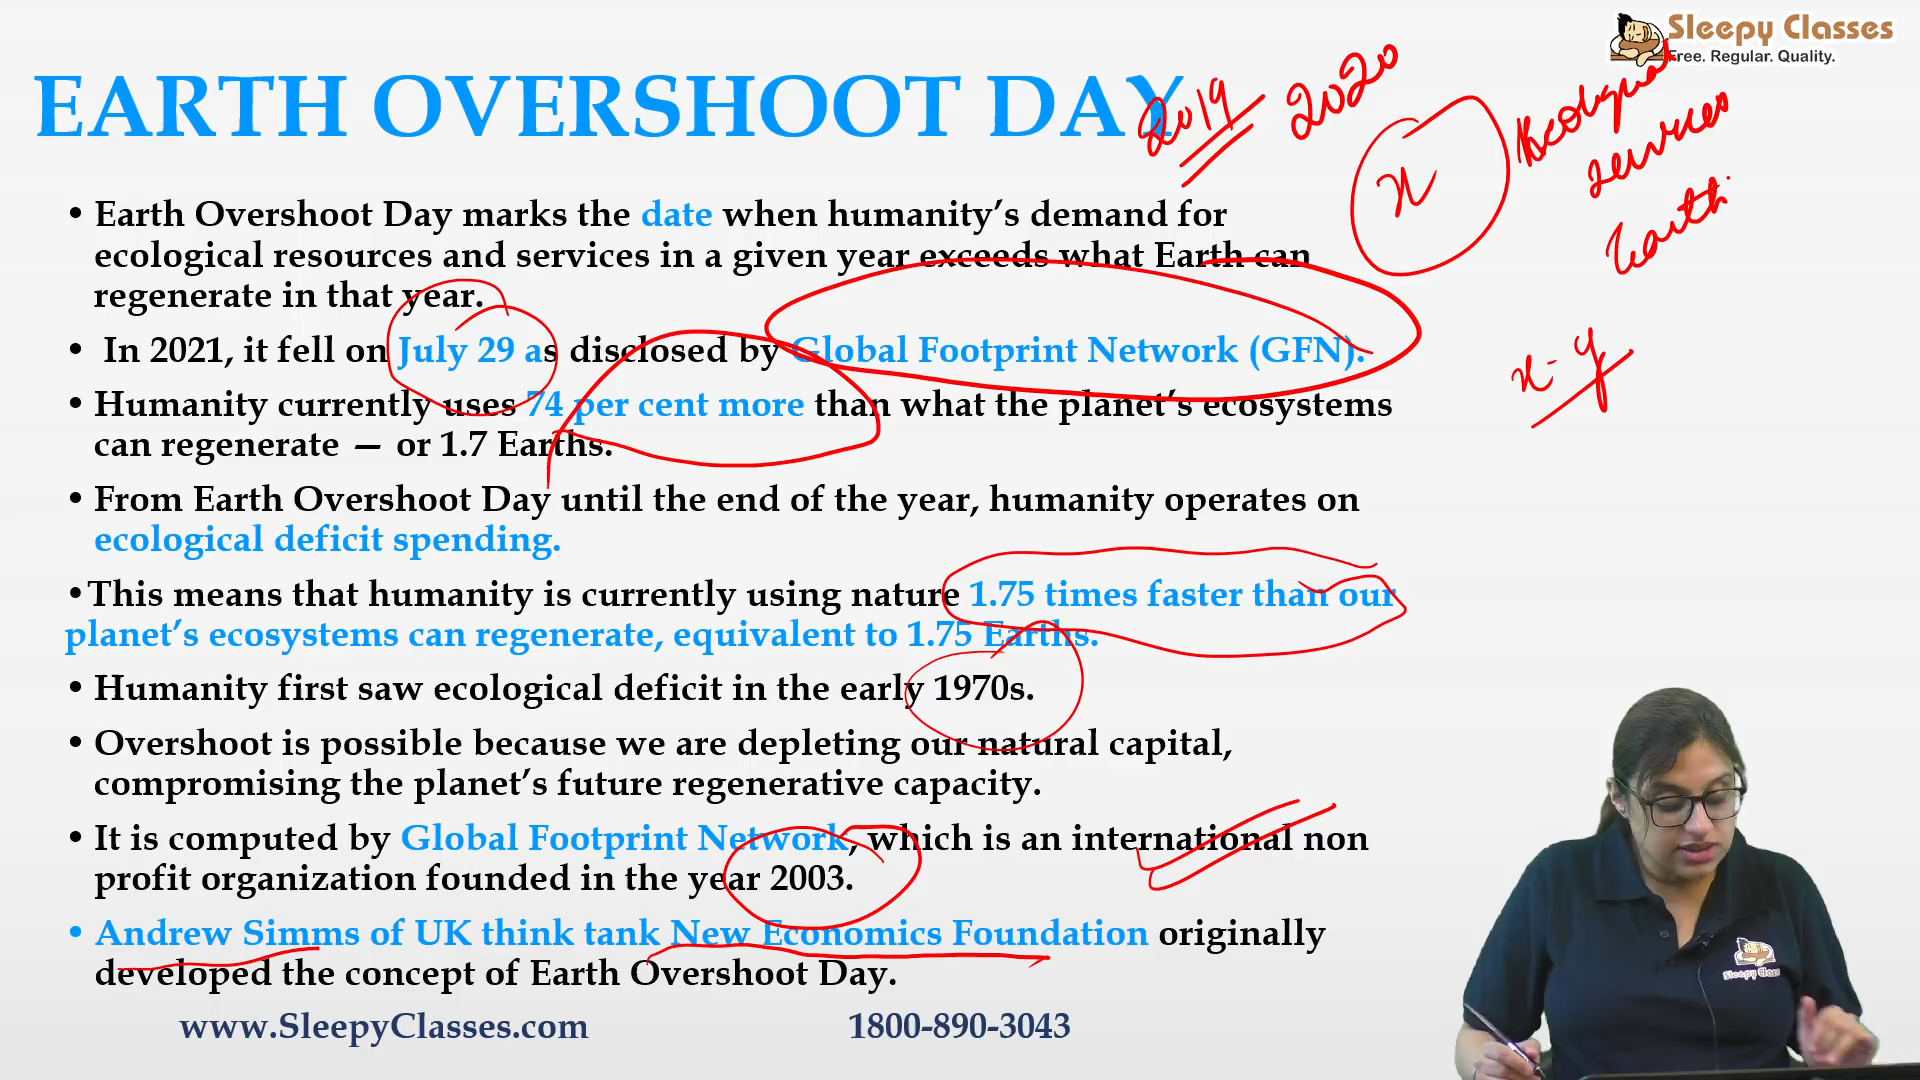 Sleepy Classes
Free. Regular. Quality.
EARTH OVERSHOOT DAY
2019
2020
x
Ecological
services
Earth
x-y
• Earth Overshoot Day marks the date when humanity's demand for
ecological resources and services in a given year exceeds what Earth can
regenerate in that year.
• In 2021, it fell on July 29 as disclosed by Global Footprint Network (GFN).
• Humanity currently uses 74 per cent more than what the planet's ecosystems
can regenerate — or 1.7 Earths.
• From Earth Overshoot Day until the end of the year, humanity operates on
ecological deficit spending.
•This means that humanity is currently using nature 1.75 times faster than our
planet's ecosystems can regenerate, equivalent to 1.75 Earths.
• Humanity first saw ecological deficit in the early 1970s.
• Overshoot is possible because we are depleting our natural capital,
compromising the planet's future regenerative capacity.
• It is computed by Global Footprint Network, which is an international non
profit organization founded in the year 2003.
• Andrew Simms of UK think tank New Economics Foundation originally
developed the concept of Earth Overshoot Day.
Sleepy Class
www.SleepyClasses.com
1800-890-3043